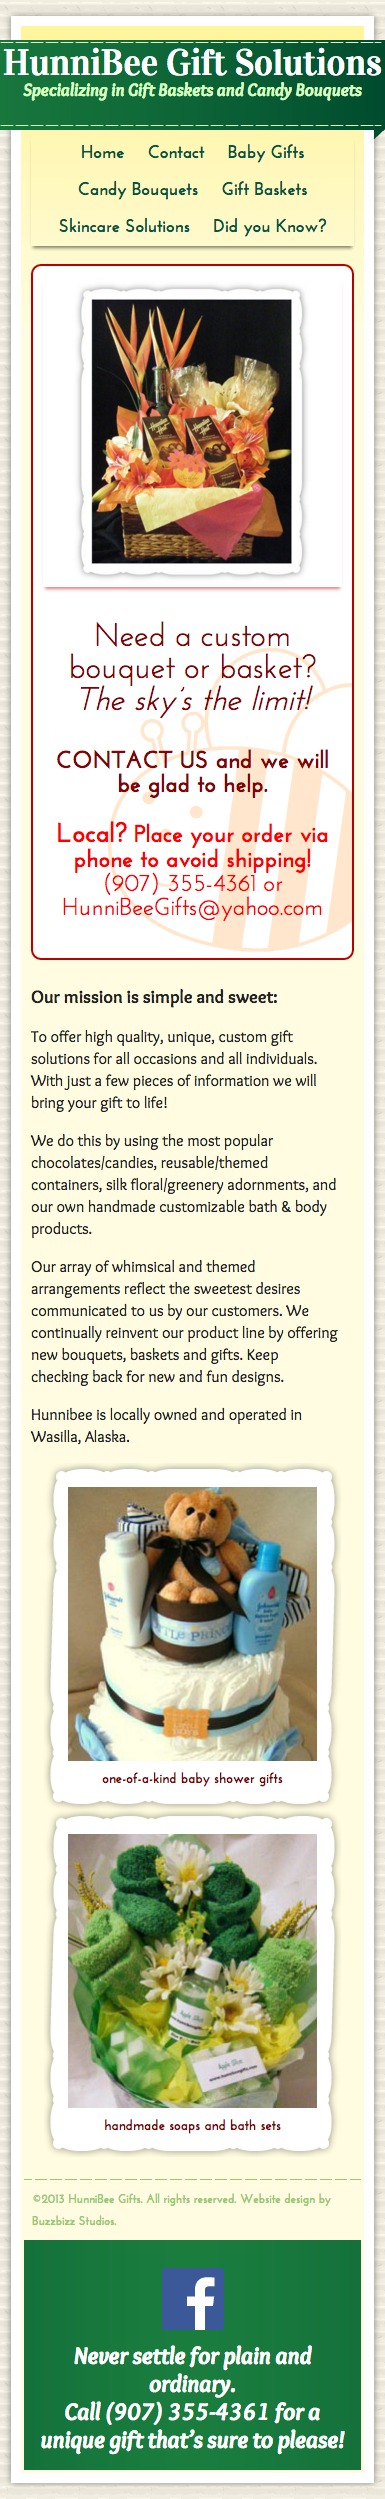 HunniBee Gift Solutions
Specializing in Gift Baskets and Candy Bouquets
Home Contact Baby Gifts
Candy Bouquets Gift Baskets
Skincare Solutions Did you Know?
Need a custom
bouquet or basket?
The sky's the limit!
CONTACT US and we will
be glad to help.
Local? Place your order via
phone to avoid shipping!
(907) 355-4361 or
HunniBeeGifts@yahoo.com
Our mission is simple and sweet:
To offer high quality, unique, custom gift
solutions for all occasions and all individuals.
With just a few pieces of information we will
bring your gift to life!
We do this by using the most popular
chocolates/candies, reusable/themed
containers, silk floral/greenery adornments, and
our own handmade customizable bath & body
products.
Our array of whimsical and themed
arrangements reflect the sweetest desires
communicated to us by our customers. We
continually reinvent our product line by offering
new bouquets, baskets and gifts. Keep
checking back for new and fun designs.
Hunnibee is locally owned and operated in
Wasilla, Alaska.
Johnson's
LITTLE PRINCE
one-of-a-kind baby shower gifts
handmade soaps and bath sets
©2013 HunniBee Gifts. All rights reserved. Website design by
Buzzbizz Studios.
Never settle for plain and
ordinary.
Call (907) 355-4361 for a
unique gift that's sure to please!